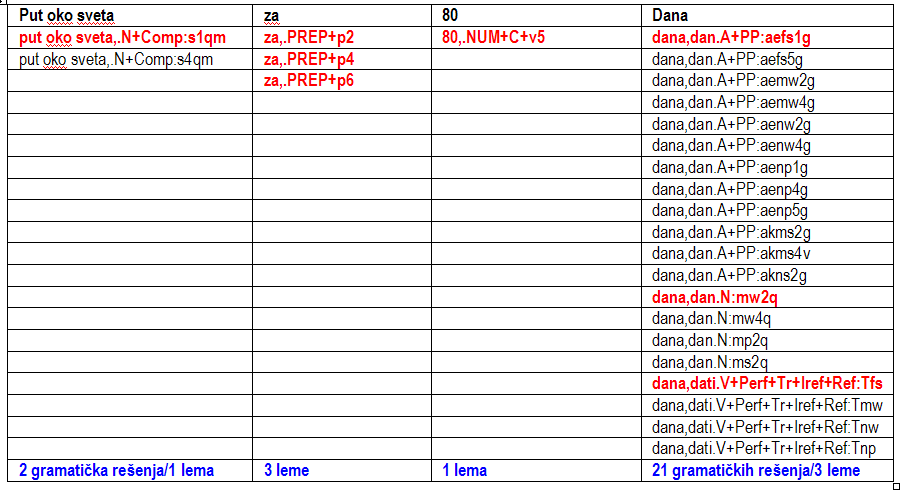 Put oko sveta za 80 Dana
put oko sveta,.N+Comp:s1qm za,.PREP+p2 80,.NUM+C+v5 dana,dan.A+PP:aefs1g
put oko sveta,.N+Comp:s4qm za,.PREP+p4 dana,dan.A+PP:aefs5g
za,.PREP+p6 dana,dan.A+PP:aemw2g
dana,dan.A+PP:aemw4g
dana,dan.A+PP:aenw2g
dana,dan.A+PP:aenw4g
dana,dan.A+PP:aenp1g
dana,dan.A+PP:aenp4g
dana,dan.A+PP:aenp5g
dana,dan.A+PP:akms2g
dana,dan.A+PP:akms4v
dana,dan.A+PP:akns2g
dana,dan.N:mw2q
dana,dan.N:mw4q
dana,dan.N:mp2q
dana,dan.N:ms2q
dana,dati.V+Perf+Tr+Iref+Ref:Tfs
dana,dati.V+Perf+Tr+Iref+Ref:Tmw
dana,dati.V+Perf+Tr+Iref+Ref:Tnw
dana,dati.V+Perf+Tr+Iref+Ref:Tnp
2 gramatička rešenja/1 lema 3 leme 1 lema 21 gramatičkih rešenja/3 leme